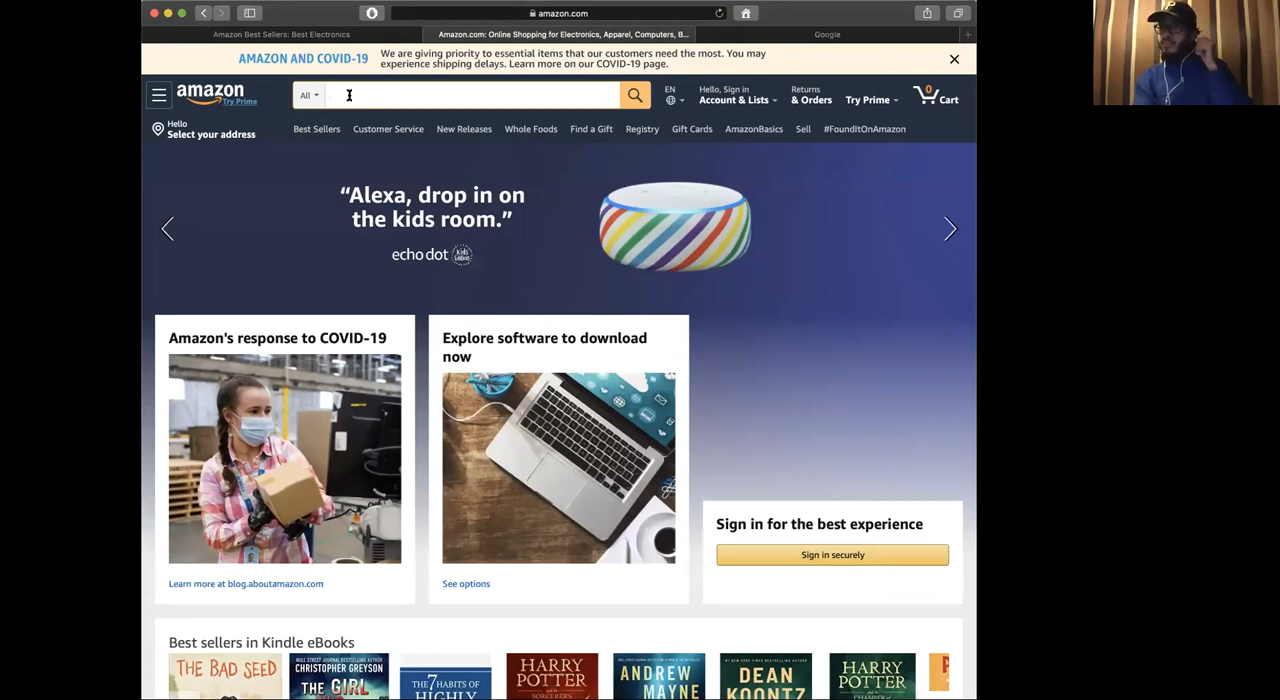 amazon.com
Amazon Best Sellers: Best Electronics
Amazon.com: Online Shopping for Electronics, Apparel, Computers, B...
Google
AMAZON AND COVID-19
We are giving priority to essential items that our customers need the most. You may
experience shipping delays. Learn more on our COVID-19 page.
amazon
Try Prime
All
EN
Hello, Sign in
Account & Lists
Returns
& Orders
Try Prime
0
Cart
Hello
Select your address
Best Sellers
Customer Service
New Releases
Whole Foods
Find a Gift
Registry
Gift Cards
AmazonBasics
Sell
#FoundItOnAmazon
“Alexa, drop in on
the kids room.”
echo dot
Kids Edition
Amazon's response to COVID-19
Explore software to download
now
Sign in for the best experience
Sign in securely
Learn more at blog.aboutamazon.com
See options
Best sellers in Kindle eBooks
THE BAD SEED
WALL STREET JOURNAL BESTSELLING AUTHOR
CHRISTOPHER GREYSON
THE GIRL
THE 7 HABITS OF
HIGHLY
HARRY
POTTER
ANDREW
MAYNE
DEAN
KOONTZ
HARRY
POTTER